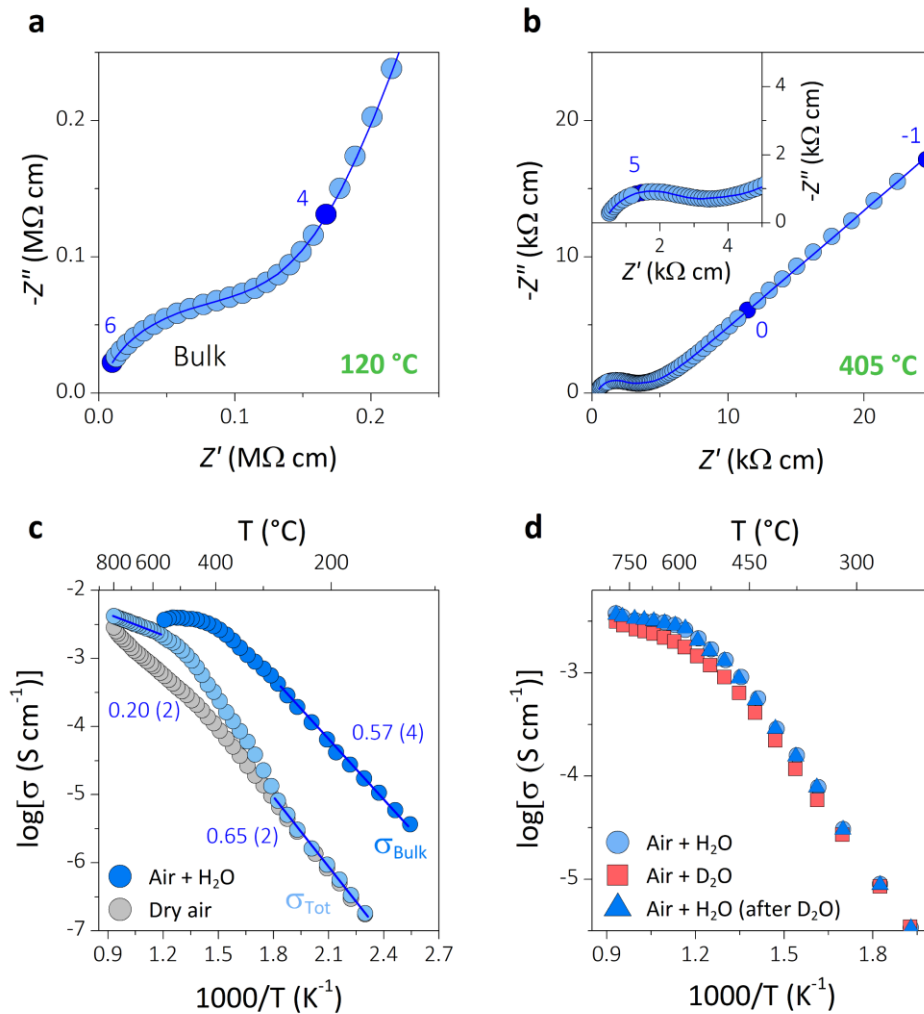 a
0.2
0.1
0.0
-Z″ (MΩ cm)
6
4
Bulk
120 °C
0.0 0.1 0.2
Z′ (MΩ cm)
b
20
10
0
-Z″ (kΩ cm)
5
4
2
0
-Z″ (kΩ cm)
2 4
Z′ (kΩ cm)
-1
0
405 °C
0 10 20
Z′ (kΩ cm)
c
T (°C)
800 600 400 200
-2
-3
-4
-5
-6
-7
log[σ (S cm⁻¹)]
0.20 (2)
0.57 (4)
0.65 (2)
σBulk
σTot
Air + H₂O
Dry air
0.9 1.2 1.5 1.8 2.1 2.4 2.7
1000/T (K⁻¹)
d
T (°C)
750 600 450 300
-3
-4
-5
log[σ (S cm⁻¹)]
Air + H₂O
Air + D₂O
Air + H₂O (after D₂O)
0.9 1.2 1.5 1.8
1000/T (K⁻¹)